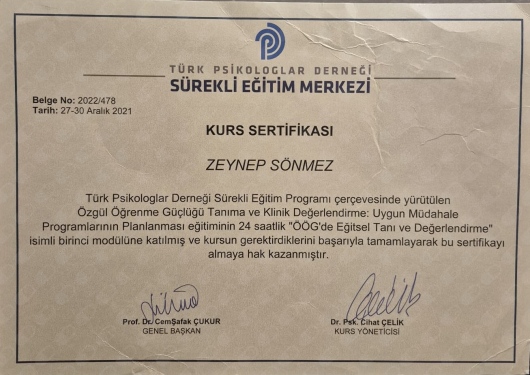 TÜRK PSİKOLOGLAR DERNEĞİ
SÜREKLİ EĞİTİM MERKEZİ
Belge No: 2022/478
Tarih: 27-30 Aralık 2021
KURS SERTİFİKASI
ZEYNEP SÖNMEZ
Türk Psikologlar Derneği Sürekli Eğitim Programı çerçevesinde yürütülen
Özgül Öğrenme Güçlüğü Tanıma ve Klinik Değerlendirme: Uygun Müdahale
Programlarının Planlanması eğitiminin 24 saatlik "ÖÖG'de Eğitsel Tanı ve Değerlendirme"
isimli birinci modülüne katılmış ve kursun gerektirdiklerini başarıyla tamamlayarak bu sertifikayı
almaya hak kazanmıştır.
Prof. Dr. CemŞafak ÇUKUR
GENEL BAŞKAN
Dr. Psk. Cihat ÇELİK
KURS YÖNETİCİSİ